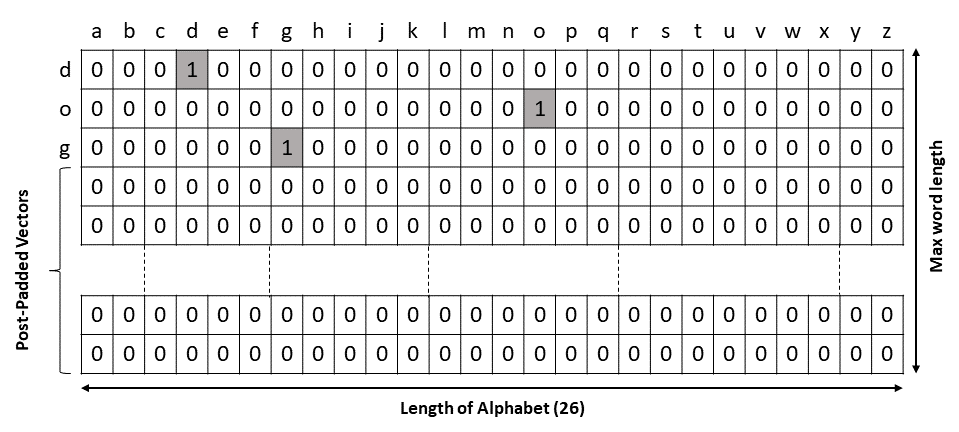 a b c d e f g h i j k l m n o p q r s t u v w x y z
d 0 0 0 1 0 0 0 0 0 0 0 0 0 0 0 0 0 0 0 0 0 0 0 0 0 0
o 0 0 0 0 0 0 0 0 0 0 0 0 0 0 1 0 0 0 0 0 0 0 0 0 0 0
g 0 0 0 0 0 0 1 0 0 0 0 0 0 0 0 0 0 0 0 0 0 0 0 0 0 0
0 0 0 0 0 0 0 0 0 0 0 0 0 0 0 0 0 0 0 0 0 0 0 0 0 0
0 0 0 0 0 0 0 0 0 0 0 0 0 0 0 0 0 0 0 0 0 0 0 0 0 0
0 0 0 0 0 0 0 0 0 0 0 0 0 0 0 0 0 0 0 0 0 0 0 0 0 0
0 0 0 0 0 0 0 0 0 0 0 0 0 0 0 0 0 0 0 0 0 0 0 0 0 0
Post-Padded Vectors
Max word length
Length of Alphabet (26)